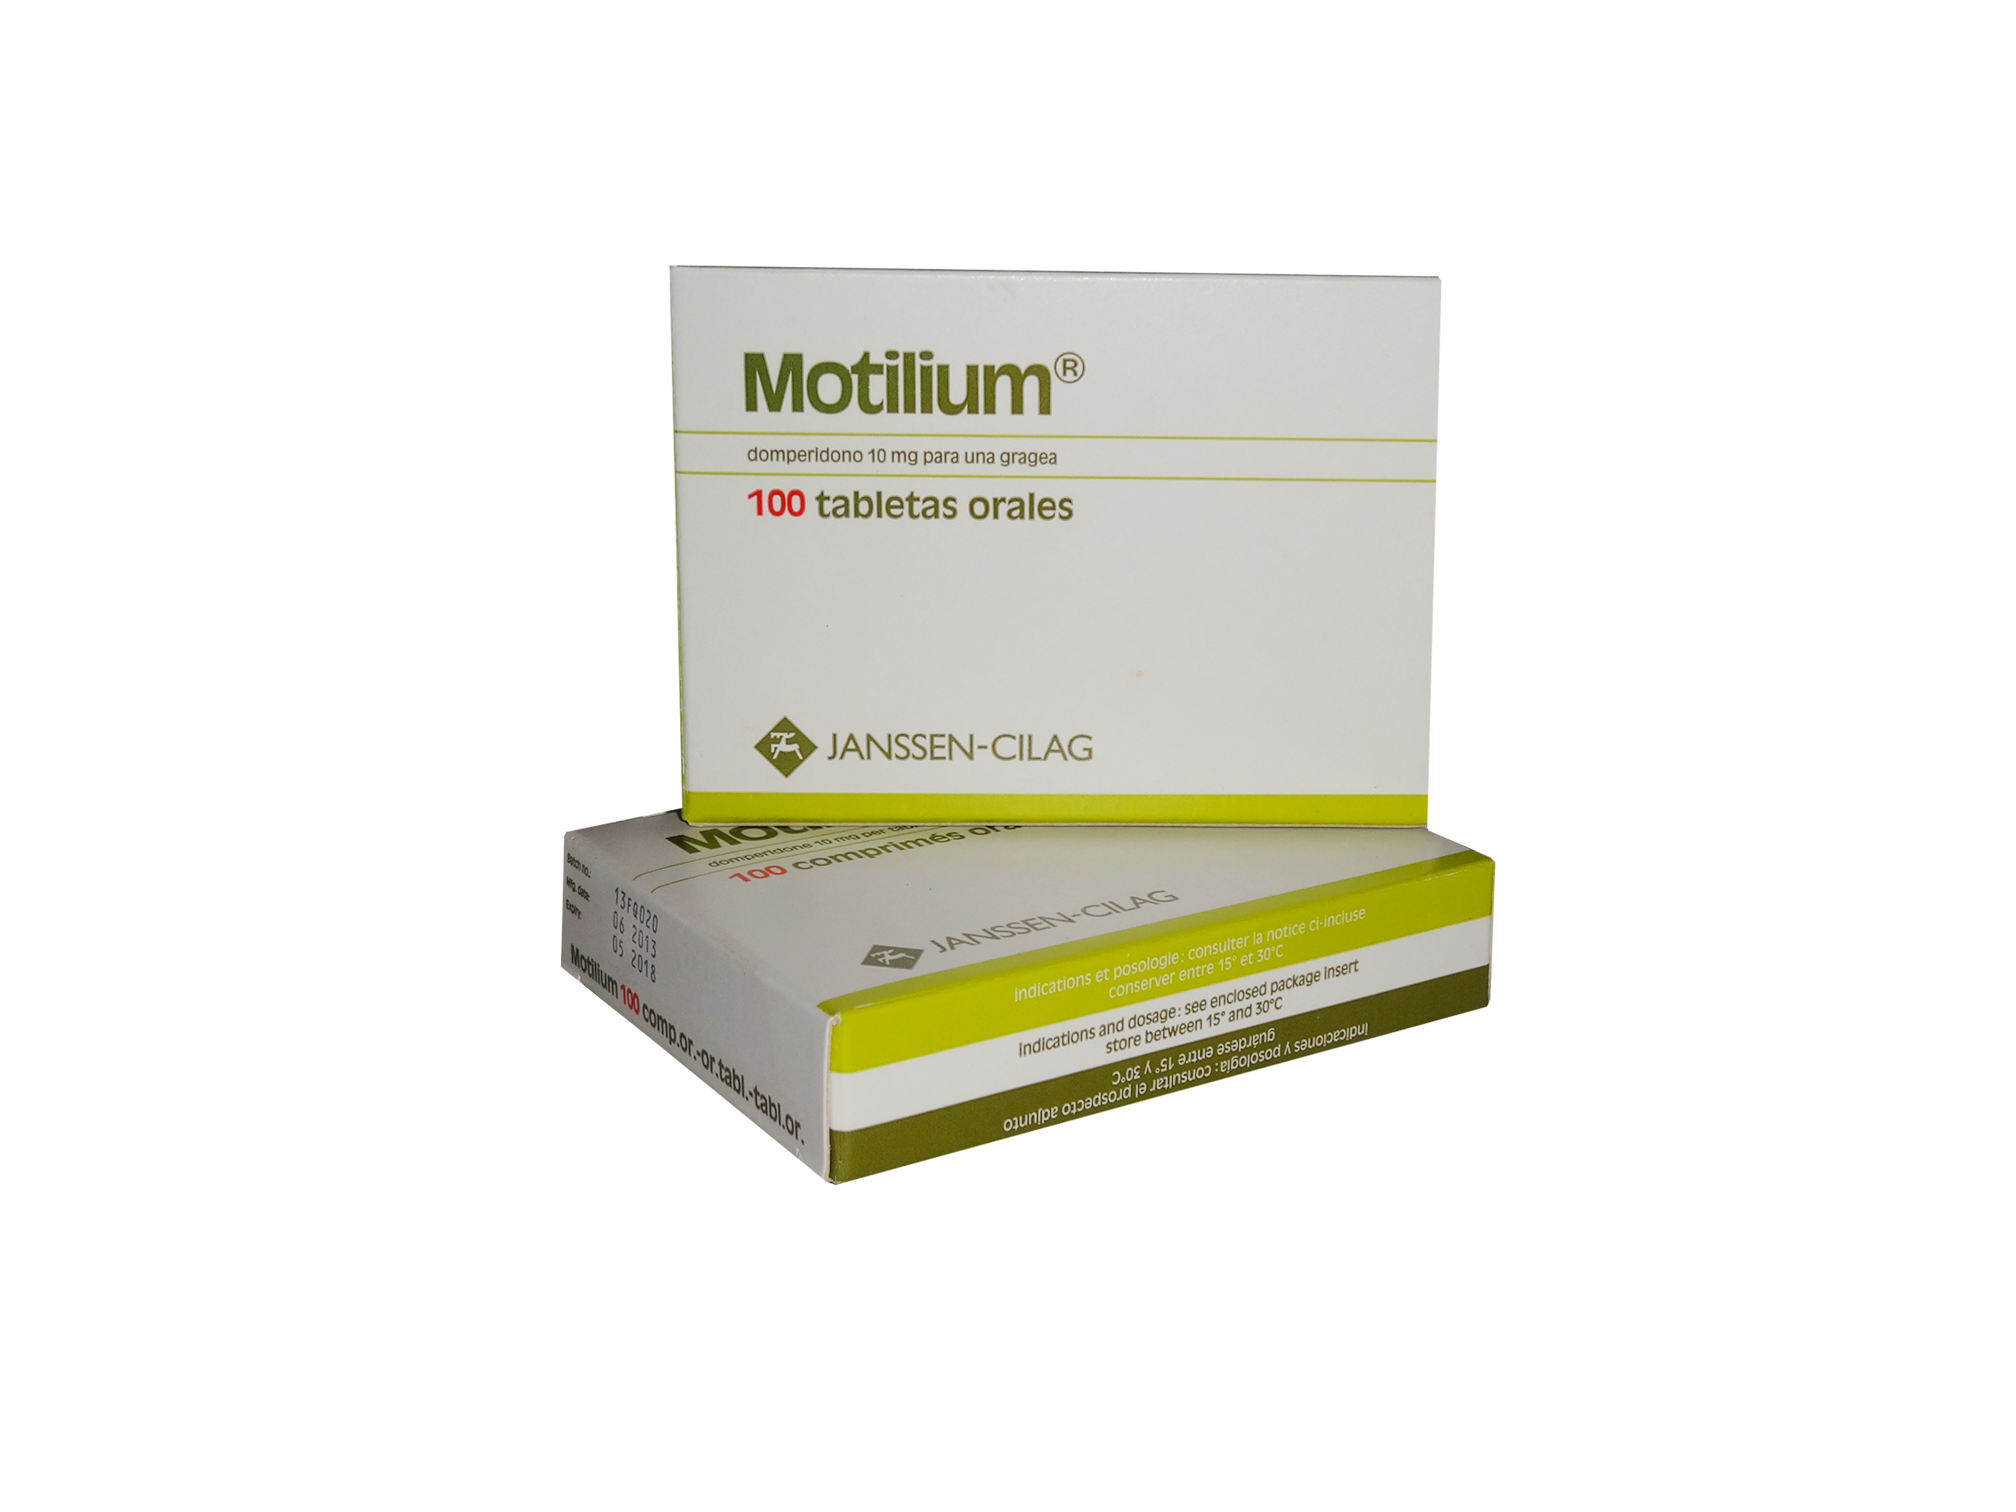 Motilium®
domperidono 10 mg para una gragea
100 tabletas orales
JANSSEN-CILAG
domperidone 10 mg per
100 comprimés
JANSSEN-CILAG
Batch no.: 13FQ020
Mfg. date: 06 2013
Expiry: 05 2018
Motilium 100 comp.or.-or.tabl.-tabl.or.
indications et posologie: consulter la notice ci-incluse
conserver entre 15° et 30°C
indications and dosage: see enclosed package insert
store between 15° and 30°C
indicaciones y posología: consultar el prospecto adjunto
guárdese entre 15° y 30°C